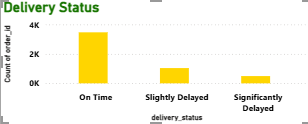 Delivery Status
Count of order_id
4K
2K
0K
On Time
Slightly Delayed
Significantly
Delayed
delivery_status